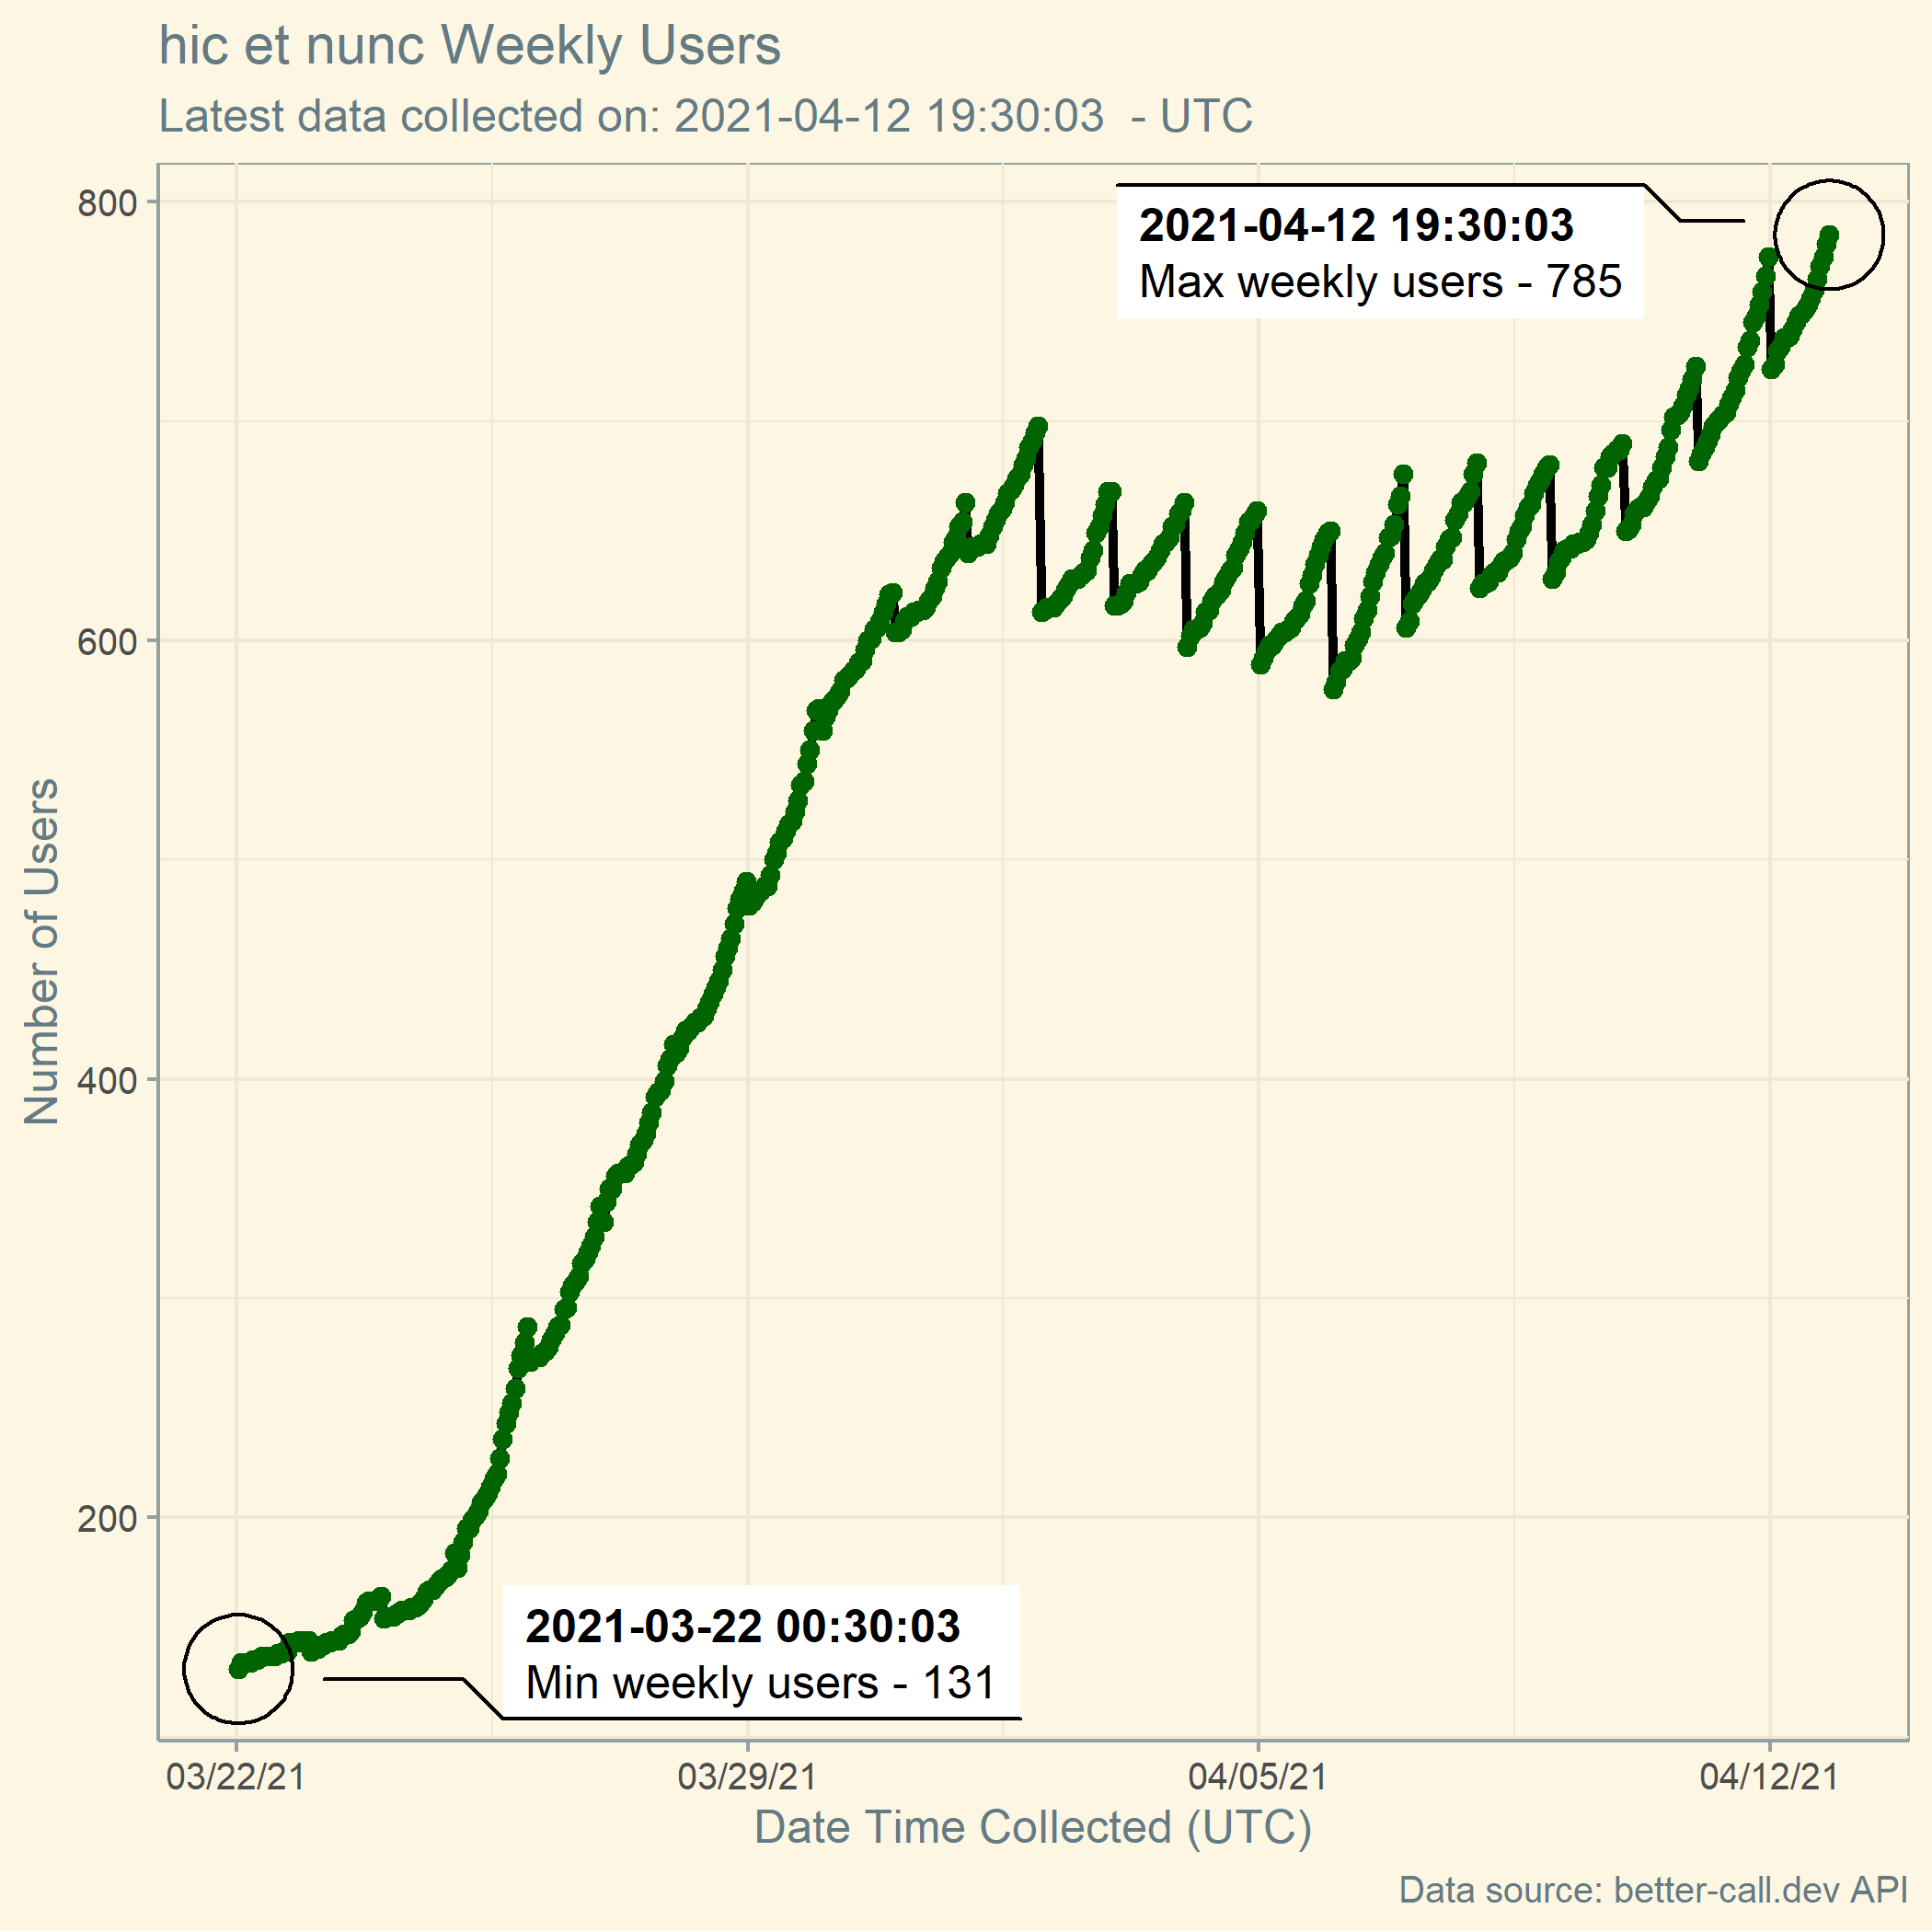 hic et nunc Weekly Users
Latest data collected on: 2021-04-12 19:30:03  - UTC
800
600
400
200
Number of Users
2021-04-12 19:30:03
Max weekly users - 785
2021-03-22 00:30:03
Min weekly users - 131
03/22/21
03/29/21
04/05/21
04/12/21
Date Time Collected (UTC)
Data source: better-call.dev API